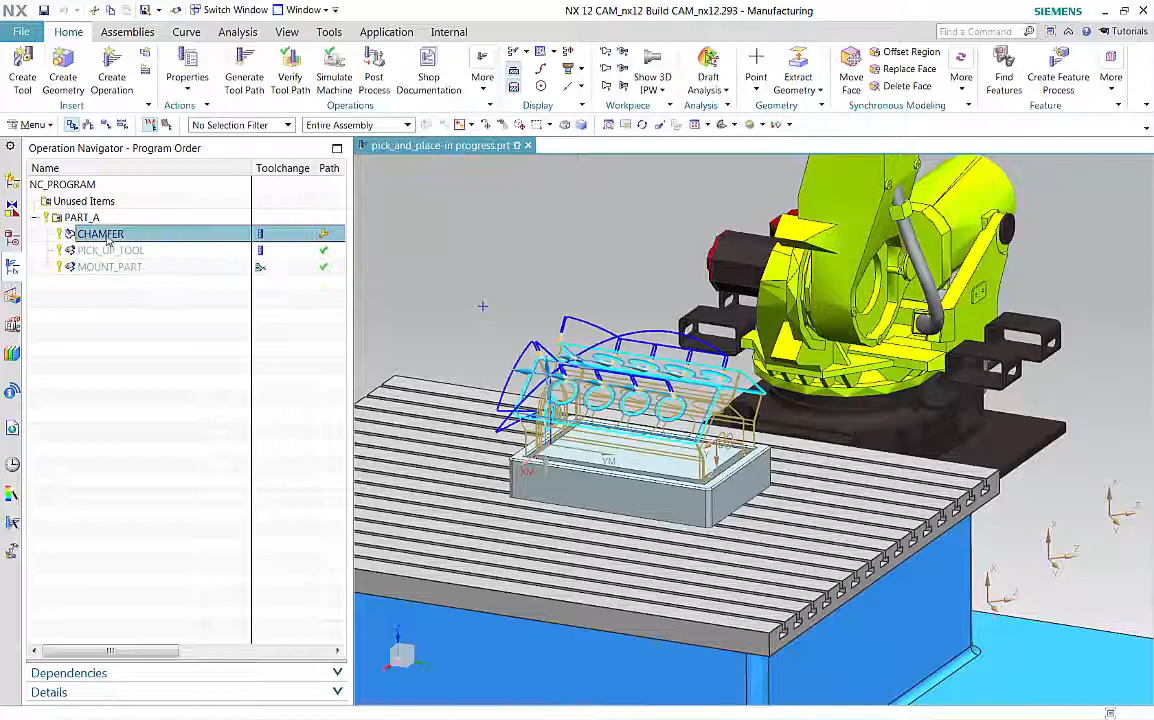 NX Switch Window Window NX 12 CAM_nx12 Build CAM_nx12.293 - Manufacturing SIEMENS
File Home Assemblies Curve Analysis View Tools Application Internal Find a Command Tutorials
Create Tool Create Geometry Create Operation Properties Generate Tool Path Verify Tool Path Simulate Machine Post Process Shop Documentation More Show 3D IPW Draft Analysis Point Extract Geometry Move Face Offset Region Replace Face Delete Face More Find Features Create Feature Process More
Insert Actions Operations Display Workpiece Analysis Geometry Synchronous Modeling Feature
Menu No Selection Filter Entire Assembly
Operation Navigator - Program Order pick_and_place-in progress.prt
Name Toolchange Path
NC_PROGRAM
Unused Items
PART_A
CHAMFER
PICK_UP_TOOL
MOUNT_PART
YM
XM
Dependencies
Details